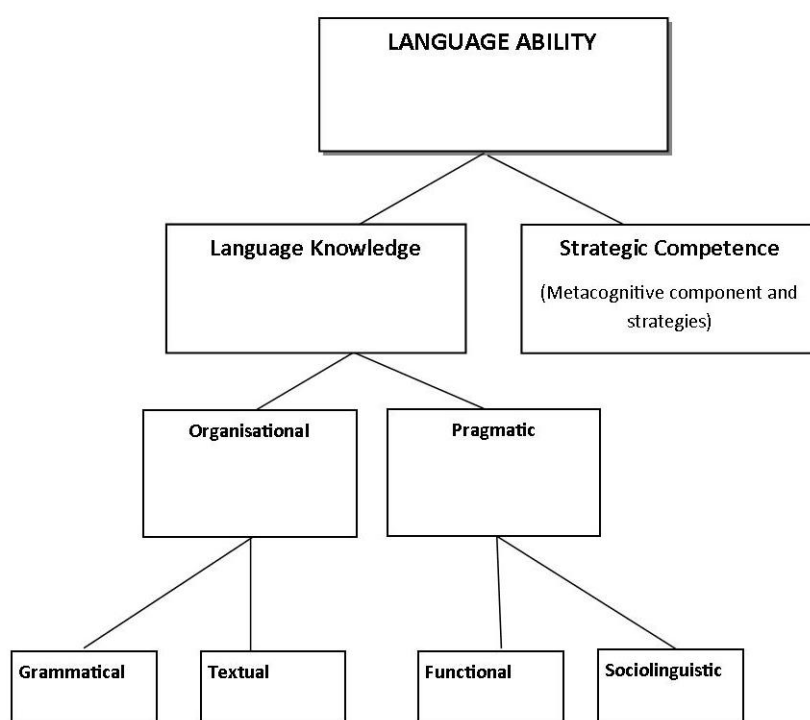 LANGUAGE ABILITY
Language Knowledge
Strategic Competence
(Metacognitive component and
strategies)
Organisational
Pragmatic
Grammatical
Textual
Functional
Sociolinguistic